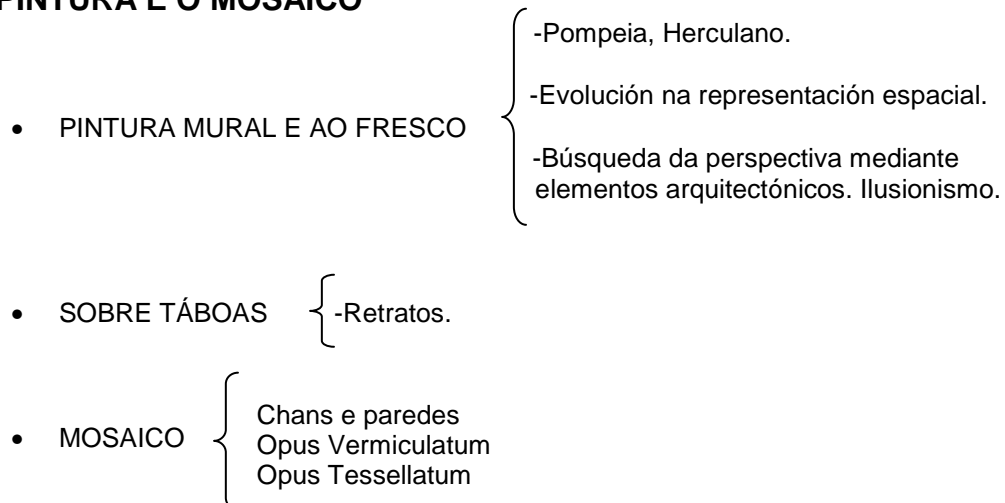 PINTURA E O MOSAICO
• PINTURA MURAL E AO FRESCO
-Pompeia, Herculano.
-Evolución na representación espacial.
-Búsqueda da perspectiva mediante
elementos arquitectónicos. Ilusionismo.
• SOBRE TÁBOAS
-Retratos.
• MOSAICO
Chans e paredes
Opus Vermiculatum
Opus Tessellatum